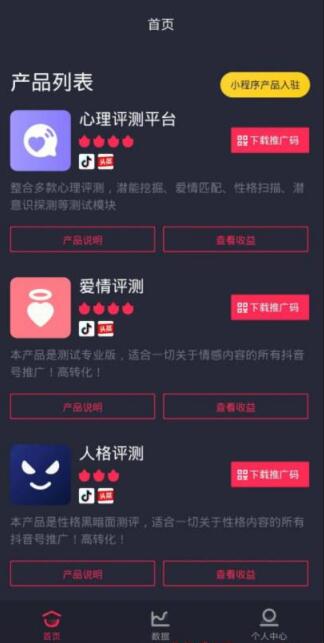 首页
产品列表
小程序产品入驻
心理评测平台
下载推广码
头条
整合多款心理评测，潜能挖掘、爱情匹配、性格扫描、潜
意识探测等测试模块
产品说明
查看收益
爱情评测
下载推广码
头条
本产品是测试专业版，适合一切关于情感内容的所有抖音
号推广！高转化！
产品说明
查看收益
人格评测
下载推广码
头条
本产品是性格黑暗面测评，适合一切关于性格内容的所有
抖音号推广！高转化！
产品说明
查看收益
首页
数据
个人中心